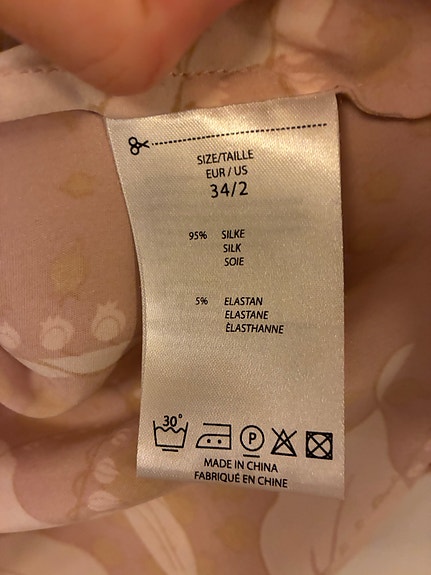 SIZE/TAILLE
EUR / US
34/2
95% SILKE
SILK
SOIE
5% ELASTAN
ELASTANE
ÈLASTHANNE
30°
P
MADE IN CHINA
FABRIQUÉ EN CHINE